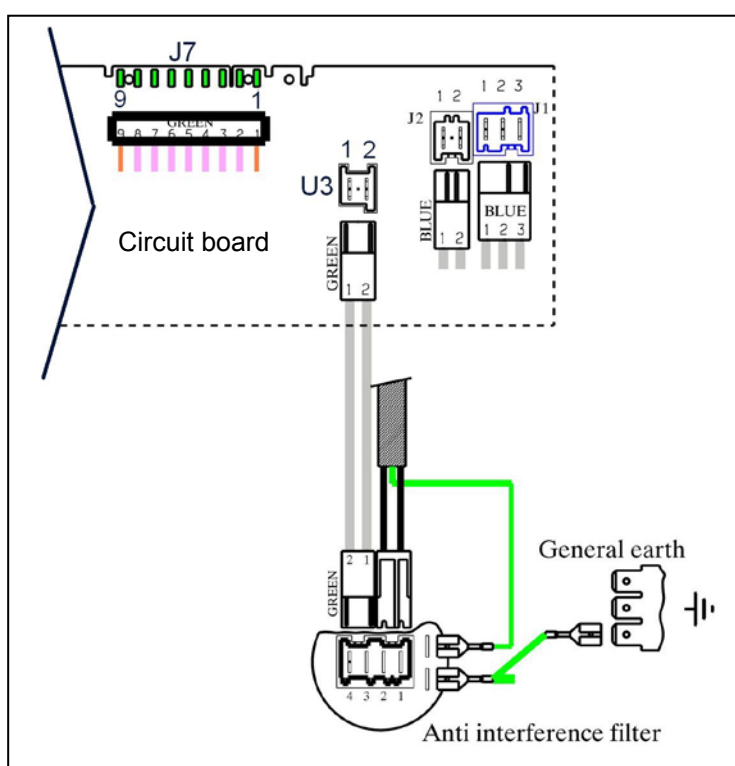 J7
9 1
GREEN
9 8 7 6 5 4 3 2 1
1 2 3
1 2
J2
J1
1 2
U3
Circuit board
GREEN
1 2
BLUE
1 2
BLUE
1 2 3
GREEN
2 1
General earth
4 3 2 1
Anti interference filter